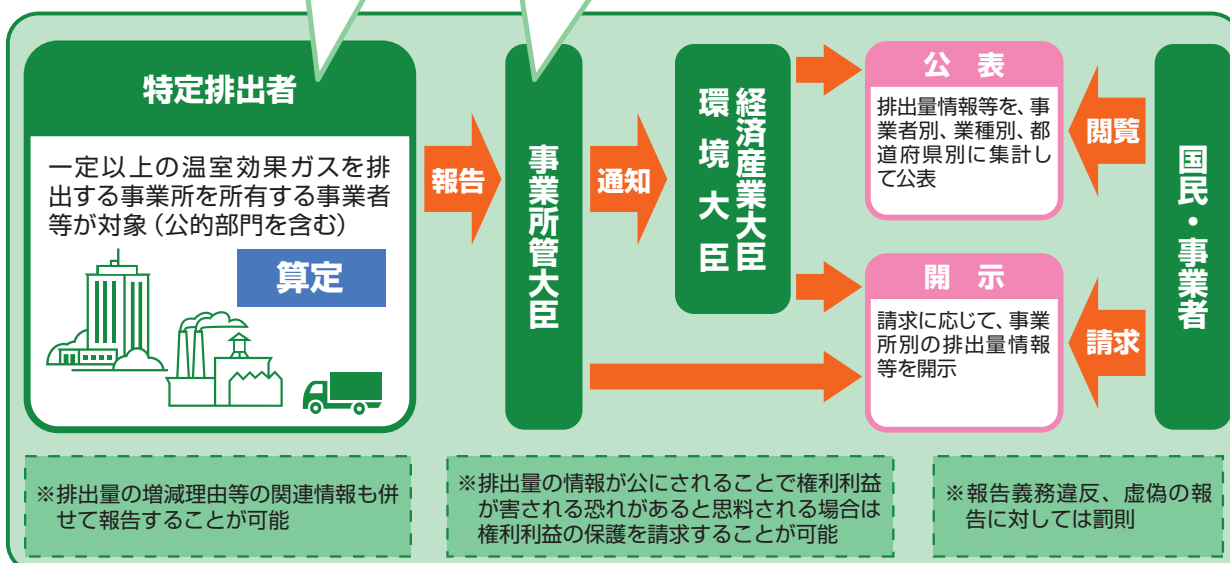 特定排出者
一定以上の温室効果ガスを排
出する事業所を所有する事業者
等が対象（公的部門を含む）
算定
報告
事業所管大臣
通知
経済産業大臣
環境大臣
公表
排出量情報等を、事
業者別、業種別、都
道府県別に集計し
て公表
閲覧
開示
請求に応じて、事業
所別の排出量情報
等を開示
請求
国民・事業者
※排出量の増減理由等の関連情報も併
せて報告することが可能
※排出量の情報が公にされることで権利利益
が害される恐れがあると思料される場合は
権利利益の保護を請求することが可能
※報告義務違反、虚偽の報
告に対しては罰則